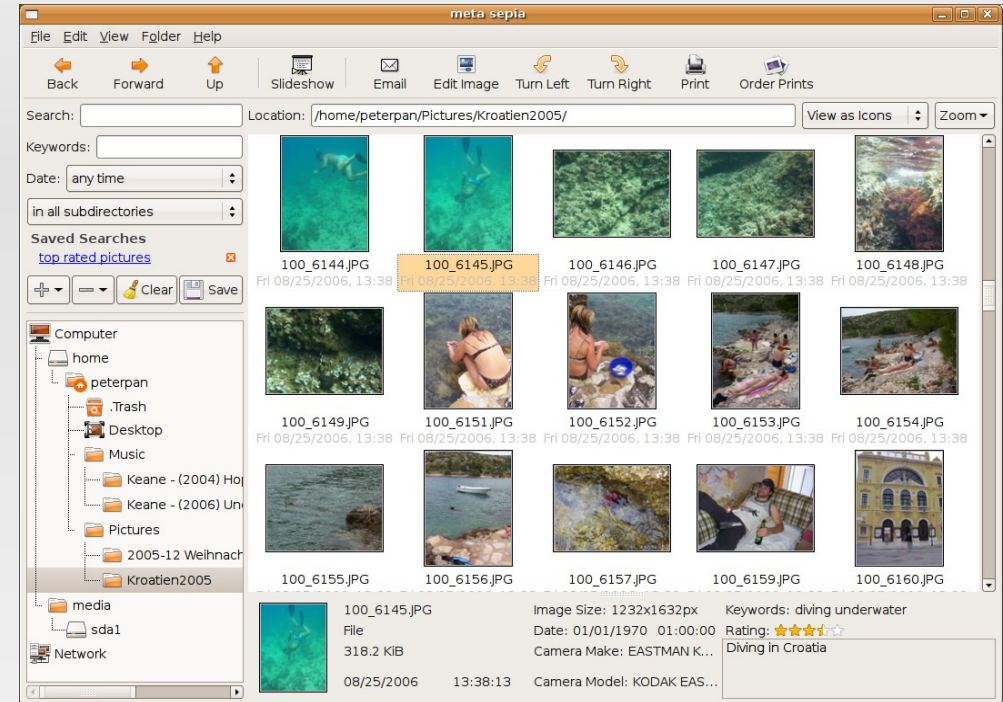 meta sepia
File Edit View Folder Help
Back Forward Up Slideshow Email Edit Image Turn Left Turn Right Print Order Prints
Search: Location: /home/peterpan/Pictures/Kroatien2005/ View as Icons Zoom
Keywords:
Date: any time
in all subdirectories
Saved Searches
top rated pictures
Clear Save
Computer
home
peterpan
.Trash
Desktop
Music
Keane - (2004) Ho
Keane - (2006) Un
Pictures
2005-12 Weihnach
Kroatien2005
media
sda1
Network
100_6144.JPG 100_6145.JPG 100_6146.JPG 100_6147.JPG 100_6148.JPG
Fri 08/25/2006, 13:38 Fri 08/25/2006, 13:38 Fri 08/25/2006, 13:38 Fri 08/25/2006, 13:38 Fri 08/25/2006, 13:38
100_6149.JPG 100_6151.JPG 100_6152.JPG 100_6153.JPG 100_6154.JPG
Fri 08/25/2006, 13:38 Fri 08/25/2006, 13:38 Fri 08/25/2006, 13:38 Fri 08/25/2006, 13:38 Fri 08/25/2006, 13:38
100_6155.JPG 100_6156.JPG 100_6157.JPG 100_6159.JPG 100_6160.JPG
100_6145.JPG Image Size: 1232x1632px Keywords: diving underwater
File Date: 01/01/1970 01:00:00 Rating:
318.2 KiB Camera Make: EASTMAN K... Diving in Croatia
08/25/2006 13:38:13 Camera Model: KODAK EAS...